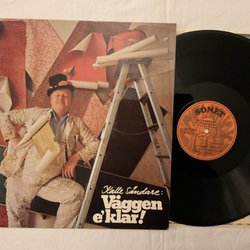 Kalle Sändare:
Väggen
e' klar!
SONET